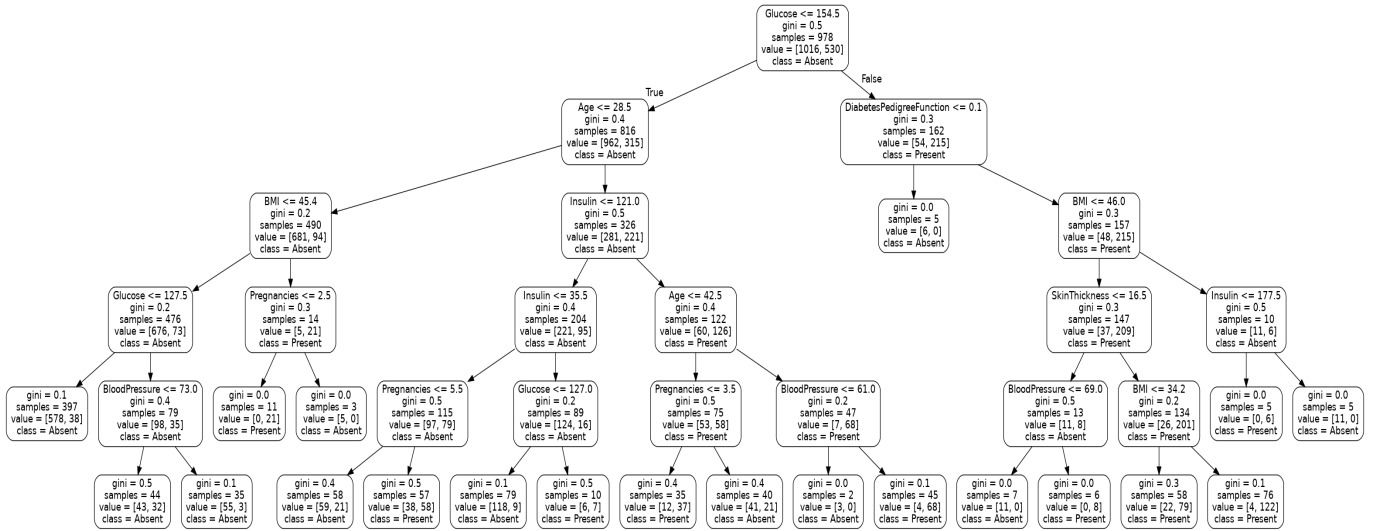 Glucose <= 154.5
gini = 0.5
samples = 978
value = [1016, 530]
class = Absent
True
False
Age <= 28.5
gini = 0.4
samples = 816
value = [962, 315]
class = Absent
DiabetesPedigreeFunction <= 0.1
gini = 0.3
samples = 162
value = [54, 215]
class = Present
BMI <= 45.4
gini = 0.2
samples = 490
value = [681, 94]
class = Absent
Insulin <= 121.0
gini = 0.5
samples = 326
value = [281, 221]
class = Absent
gini = 0.0
samples = 5
value = [6, 0]
class = Absent
BMI <= 46.0
gini = 0.3
samples = 157
value = [48, 215]
class = Present
Glucose <= 127.5
gini = 0.2
samples = 476
value = [676, 73]
class = Absent
Pregnancies <= 2.5
gini = 0.3
samples = 14
value = [5, 21]
class = Present
Insulin <= 35.5
gini = 0.4
samples = 204
value = [221, 95]
class = Absent
Age <= 42.5
gini = 0.4
samples = 122
value = [60, 126]
class = Present
SkinThickness <= 16.5
gini = 0.3
samples = 147
value = [37, 209]
class = Present
Insulin <= 177.5
gini = 0.5
samples = 10
value = [11, 6]
class = Absent
gini = 0.1
samples = 397
value = [578, 38]
class = Absent
BloodPressure <= 73.0
gini = 0.4
samples = 79
value = [98, 35]
class = Absent
gini = 0.0
samples = 11
value = [0, 21]
class = Present
gini = 0.0
samples = 3
value = [5, 0]
class = Absent
Pregnancies <= 5.5
gini = 0.5
samples = 115
value = [97, 79]
class = Absent
Glucose <= 127.0
gini = 0.2
samples = 89
value = [124, 16]
class = Absent
Pregnancies <= 3.5
gini = 0.5
samples = 75
value = [53, 58]
class = Present
BloodPressure <= 61.0
gini = 0.2
samples = 47
value = [7, 68]
class = Present
BloodPressure <= 69.0
gini = 0.5
samples = 13
value = [11, 8]
class = Absent
BMI <= 34.2
gini = 0.2
samples = 134
value = [26, 201]
class = Present
gini = 0.0
samples = 5
value = [0, 6]
class = Present
gini = 0.0
samples = 5
value = [11, 0]
class = Absent
gini = 0.5
samples = 44
value = [43, 32]
class = Absent
gini = 0.1
samples = 35
value = [55, 3]
class = Absent
gini = 0.4
samples = 58
value = [59, 21]
class = Absent
gini = 0.5
samples = 57
value = [38, 58]
class = Present
gini = 0.1
samples = 79
value = [118, 9]
class = Absent
gini = 0.5
samples = 10
value = [6, 7]
class = Present
gini = 0.4
samples = 35
value = [12, 37]
class = Present
gini = 0.4
samples = 40
value = [41, 21]
class = Absent
gini = 0.0
samples = 2
value = [3, 0]
class = Absent
gini = 0.1
samples = 45
value = [4, 68]
class = Present
gini = 0.0
samples = 7
value = [11, 0]
class = Absent
gini = 0.0
samples = 6
value = [0, 8]
class = Present
gini = 0.3
samples = 58
value = [22, 79]
class = Present
gini = 0.1
samples = 76
value = [4, 122]
class = Present